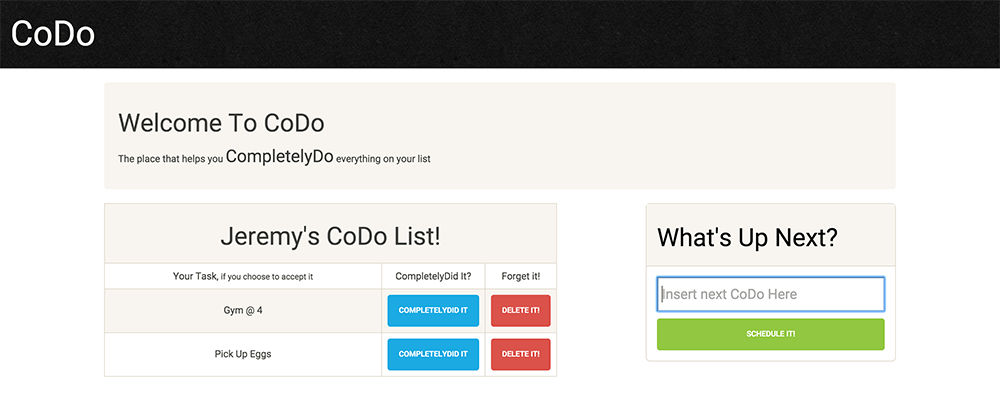 CoDo
Welcome To CoDo
The place that helps you CompletelyDo everything on your list
Jeremy's CoDo List!
Your Task, if you choose to accept it CompletelyDid It? Forget it!
Gym @ 4 COMPLETELYDID IT DELETE IT!
Pick Up Eggs COMPLETELYDID IT DELETE IT!
What's Up Next?
Insert next CoDo Here
SCHEDULE IT!